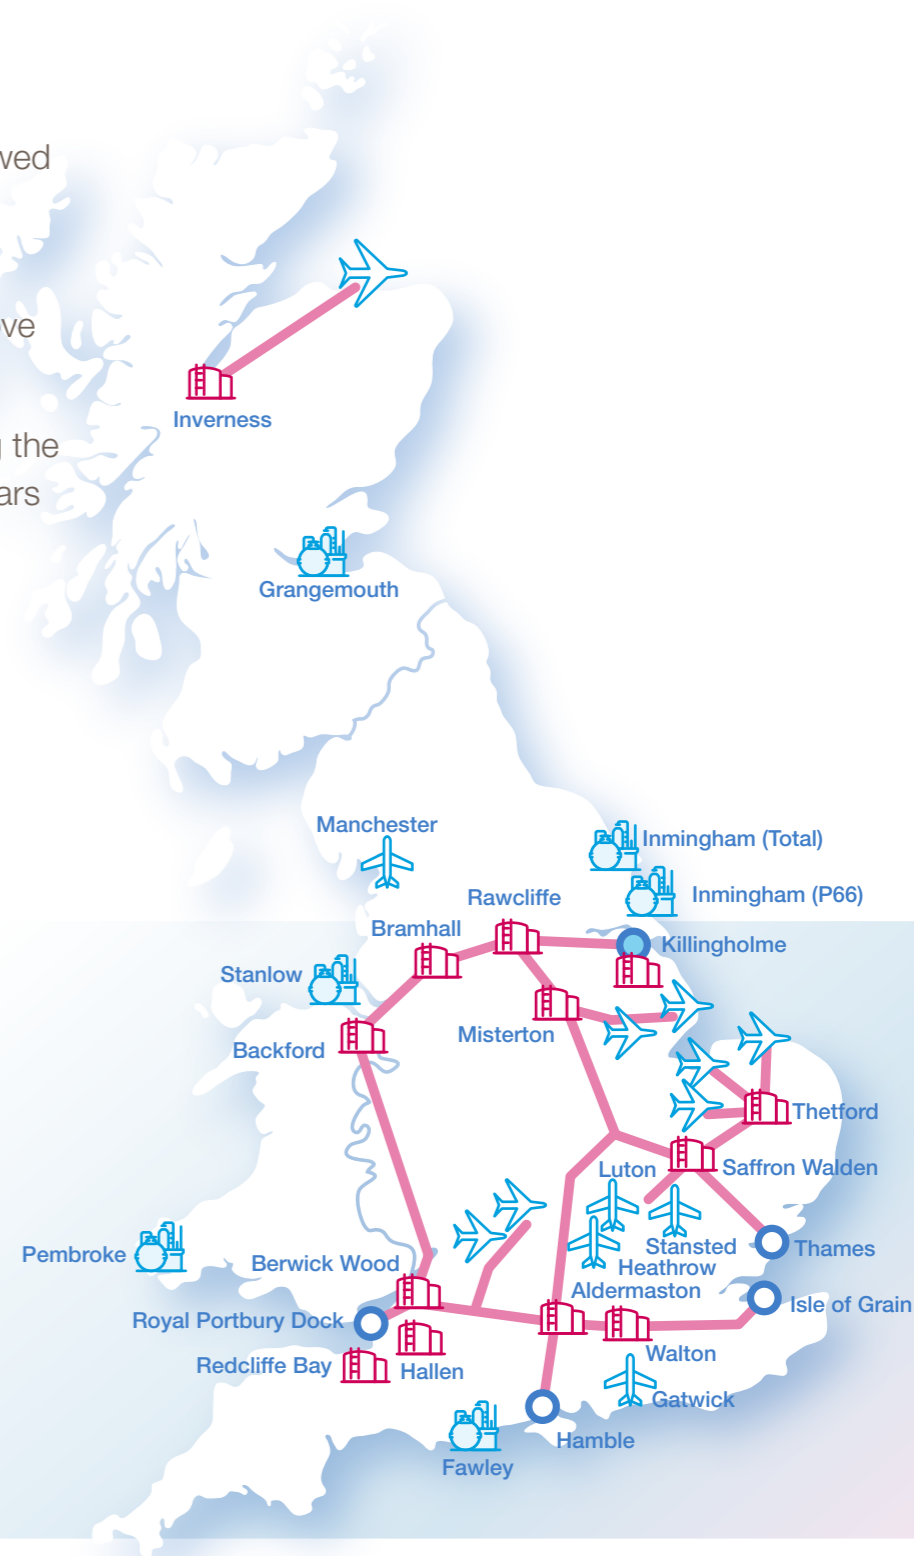 wed
ve
g the
ars
Inverness
Grangemouth
Manchester
Inmingham (Total)
Inmingham (P66)
Rawcliffe
Bramhall
Killingholme
Stanlow
Misterton
Backford
Thetford
Luton
Saffron Walden
Stansted
Thames
Pembroke
Berwick Wood
Heathrow
Aldermaston
Isle of Grain
Royal Portbury Dock
Walton
Redcliffe Bay
Hallen
Gatwick
Hamble
Fawley